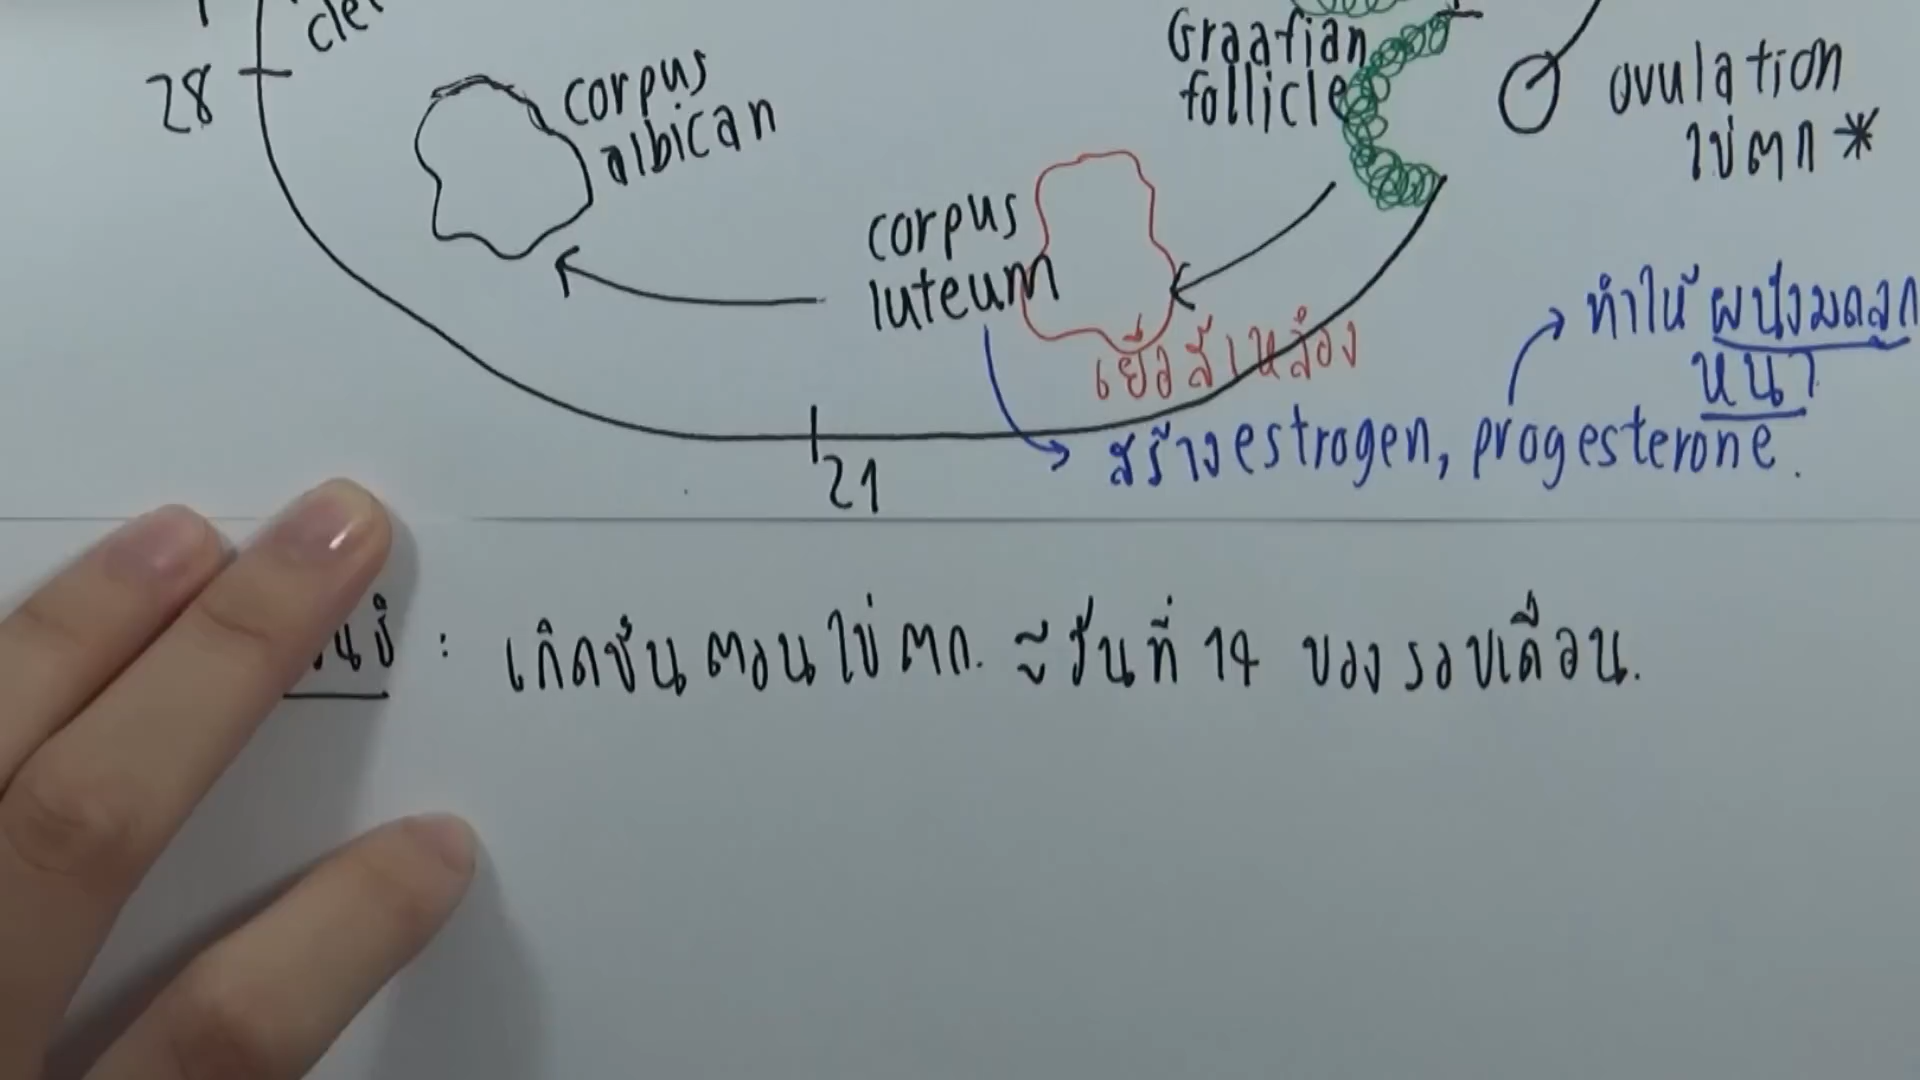 28
corpus
albican
Graafian
follicle
ovulation
ไข่ตก *
corpus
luteum
เยื่อสีเหลือง
ทำให้ ผนังมดลูก
หนา
สร้าง estrogen, progesterone.
21
: เกิดขึ้น ตอน ไข่ ตก. ~ วันที่ 14 ของ รอบเดือน.